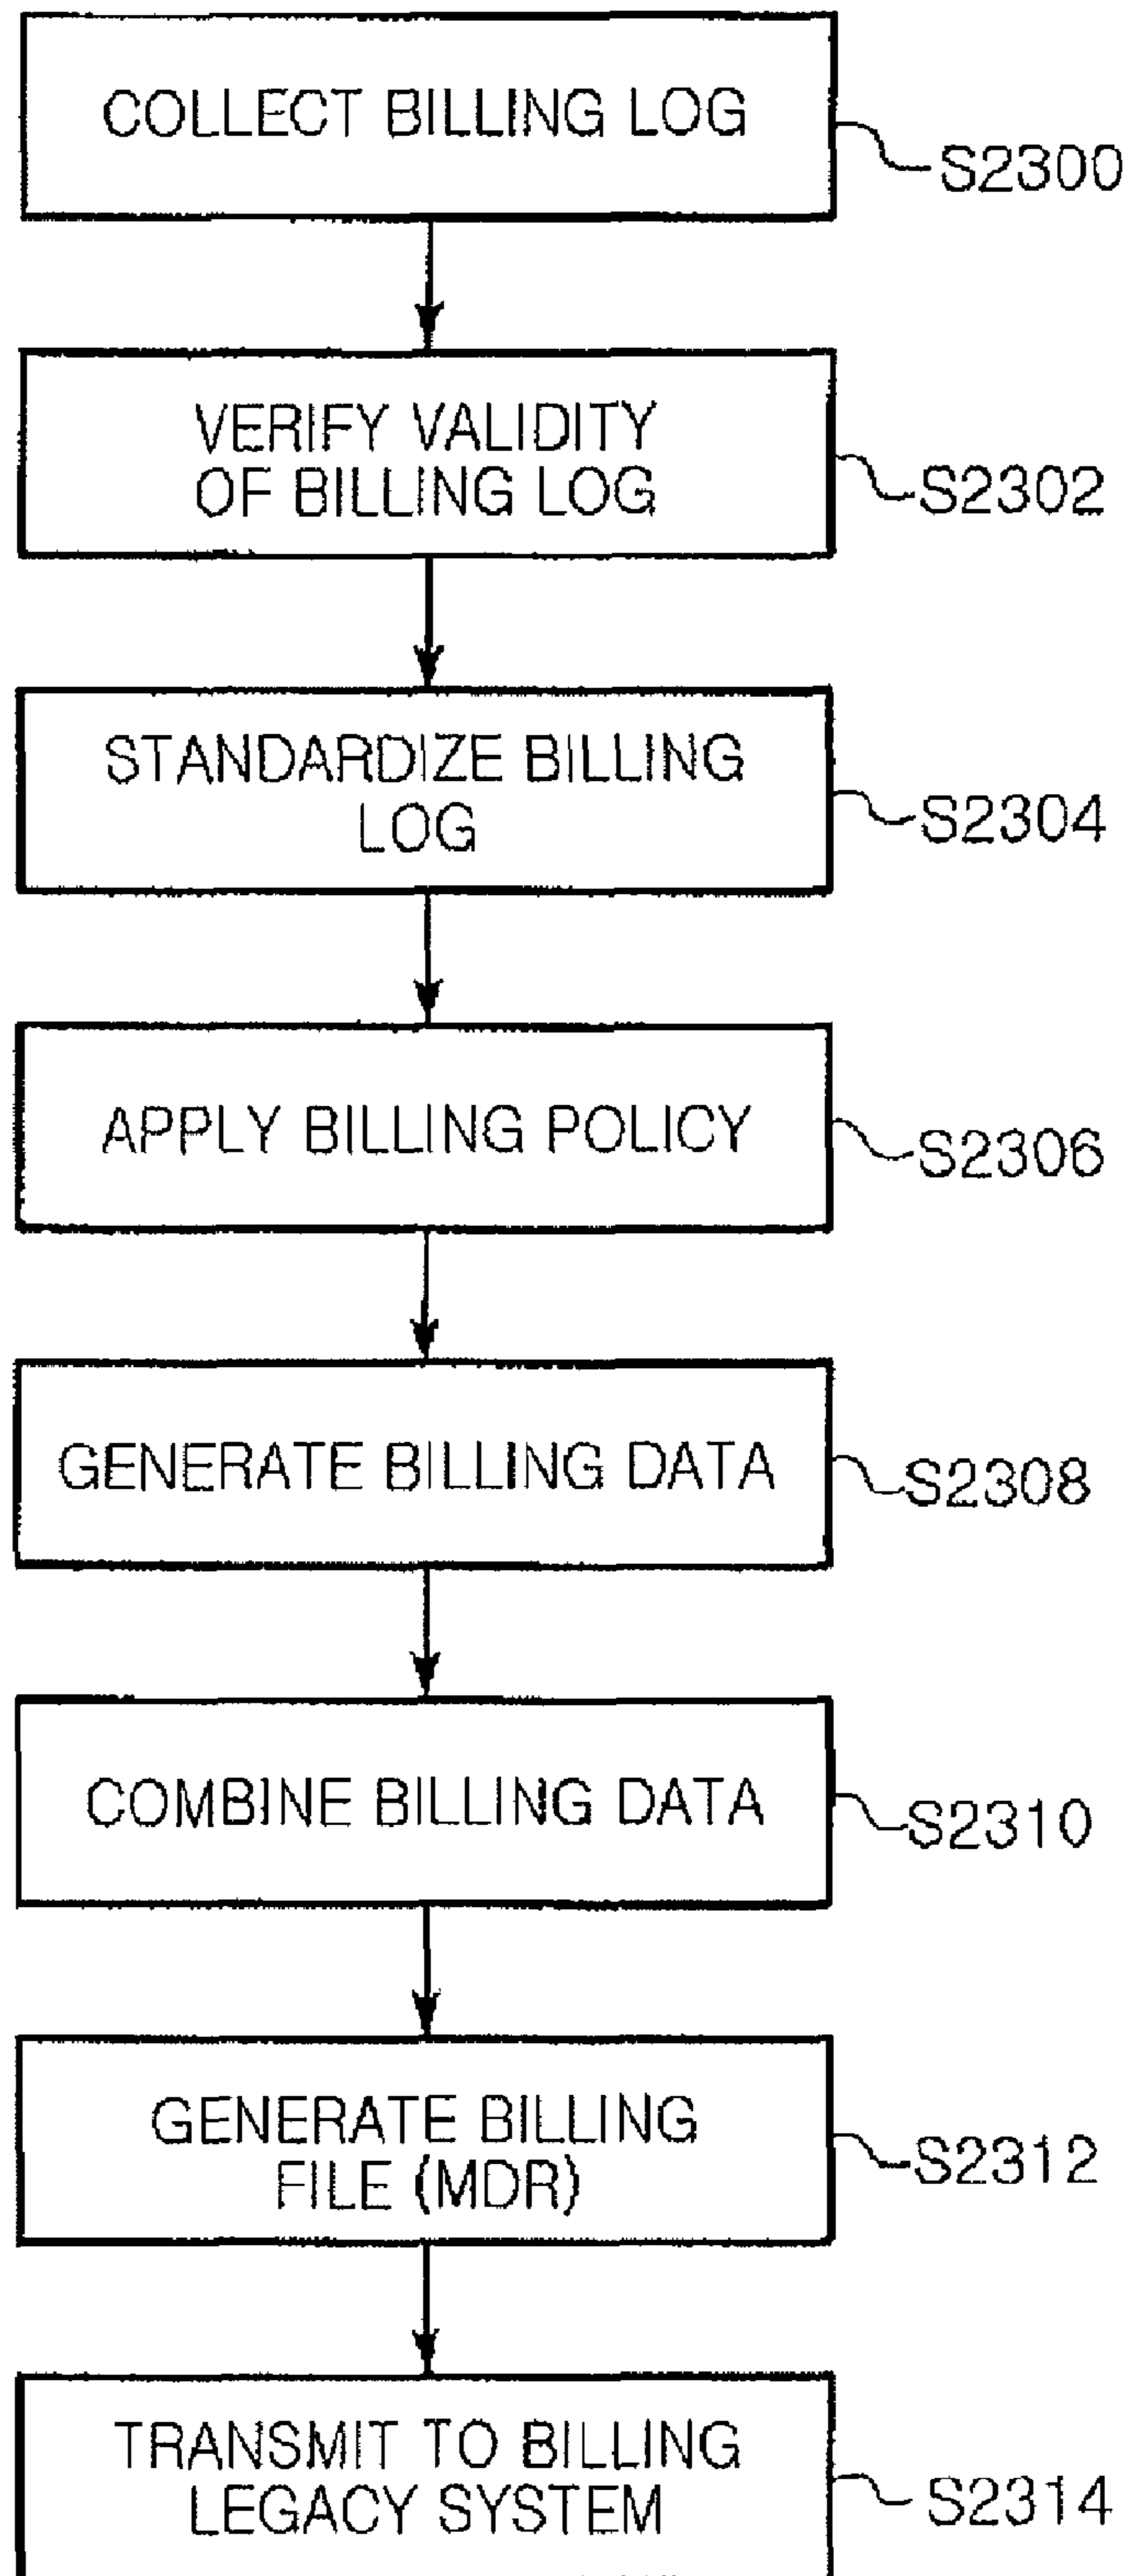 COLLECT BILLING LOG
S2300
VERIFY VALIDITY
OF BILLING LOG
S2302
STANDARDIZE BILLING
LOG
S2304
APPLY BILLING POLICY
S2306
GENERATE BILLING DATA
S2308
COMBINE BILLING DATA
S2310
GENERATE BILLING
FILE (MDR)
S2312
TRANSMIT TO BILLING
LEGACY SYSTEM
S2314